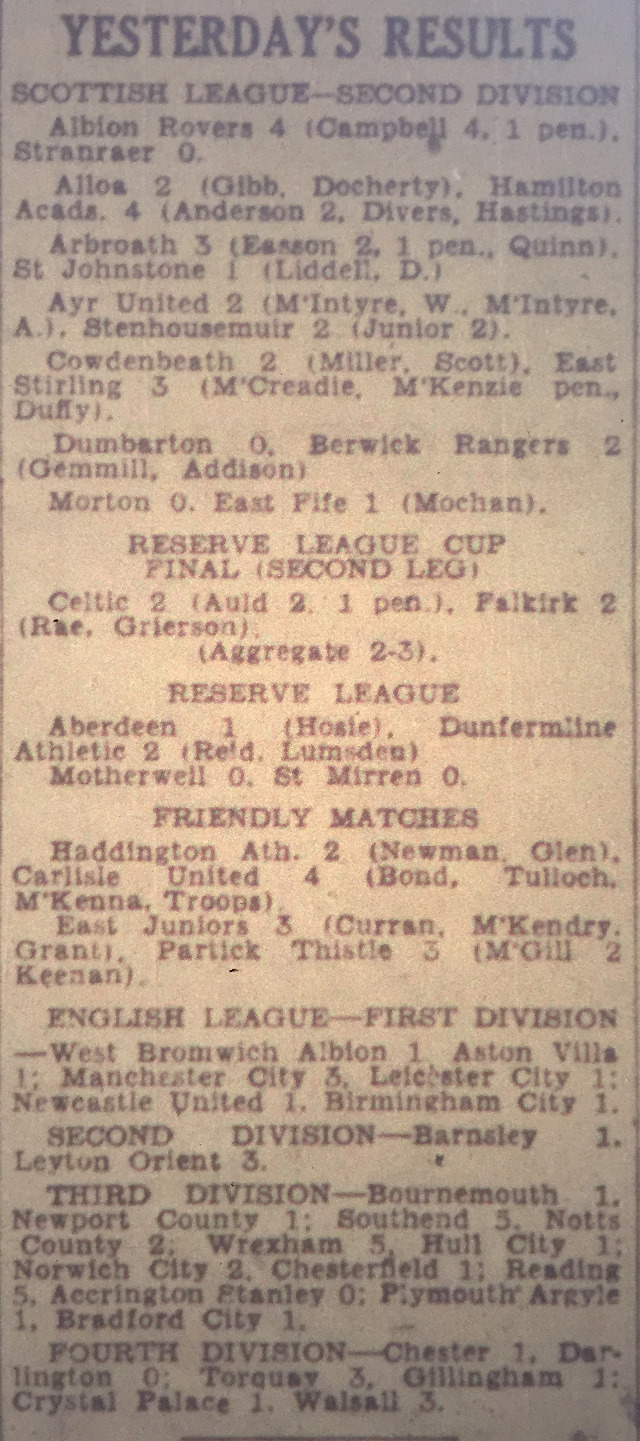 YESTERDAY'S RESULTS
SCOTTISH LEAGUE—SECOND DIVISION
Albion Rovers 4 (Campbell 4, 1 pen.),
Stranraer 0.
Alloa 2 (Gibb, Docherty), Hamilton
Acads. 4 (Anderson 2, Divers, Hastings).
Arbroath 3 (Easson 2, 1 pen., Quinn),
St Johnstone 1 (Liddell, D.)
Ayr United 2 (M'Intyre, W., M'Intyre,
A.), Stenhousemuir 2 (Junior 2).
Cowdenbeath 2 (Miller, Scott), East
Stirling 3 (M'Creadie, M'Kenzie pen.,
Duffy).
Dumbarton 0, Berwick Rangers 2
(Gemmill, Addison)
Morton 0, East Fife 1 (Mochan).
RESERVE LEAGUE CUP
FINAL (SECOND LEG)
Celtic 2 (Auld 2, 1 pen.), Falkirk 2
(Rae, Grierson).
(Aggregate 2-3).
RESERVE LEAGUE
Aberdeen 1 (Hosie), Dunfermline
Athletic 2 (Reid, Lumsden)
Motherwell 0, St Mirren 0.
FRIENDLY MATCHES
Haddington Ath. 2 (Newman, Glen),
Carlisle United 4 (Bond, Tulloch,
M'Kenna, Troops).
East Juniors 3 (Curran, M'Kendry,
Grant), Partick Thistle 3 (M'Gill 2
Keenan).
ENGLISH LEAGUE—FIRST DIVISION
—West Bromwich Albion 1, Aston Villa
1; Manchester City 3, Leicester City 1;
Newcastle United 1, Birmingham City 1.
SECOND DIVISION—Barnsley 1,
Leyton Orient 3.
THIRD DIVISION—Bournemouth 1,
Newport County 1; Southend 5, Notts
County 2; Wrexham 5, Hull City 1;
Norwich City 2, Chesterfield 1; Reading
5, Accrington Stanley 0; Plymouth Argyle
1, Bradford City 1.
FOURTH DIVISION—Chester 1, Dar-
lington 0; Torquay 3, Gillingham 1;
Crystal Palace 1, Walsall 3.